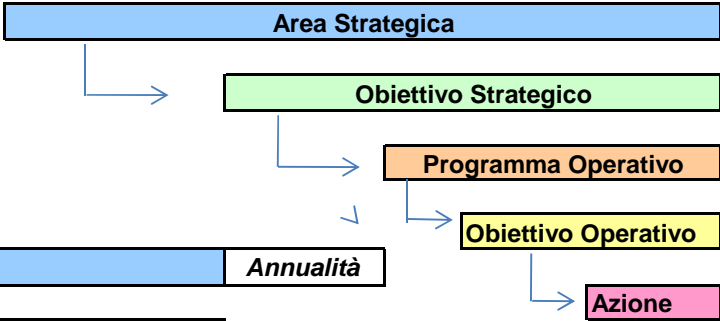 Area Strategica
Obiettivo Strategico
Programma Operativo
Obiettivo Operativo
Annualità
Azione